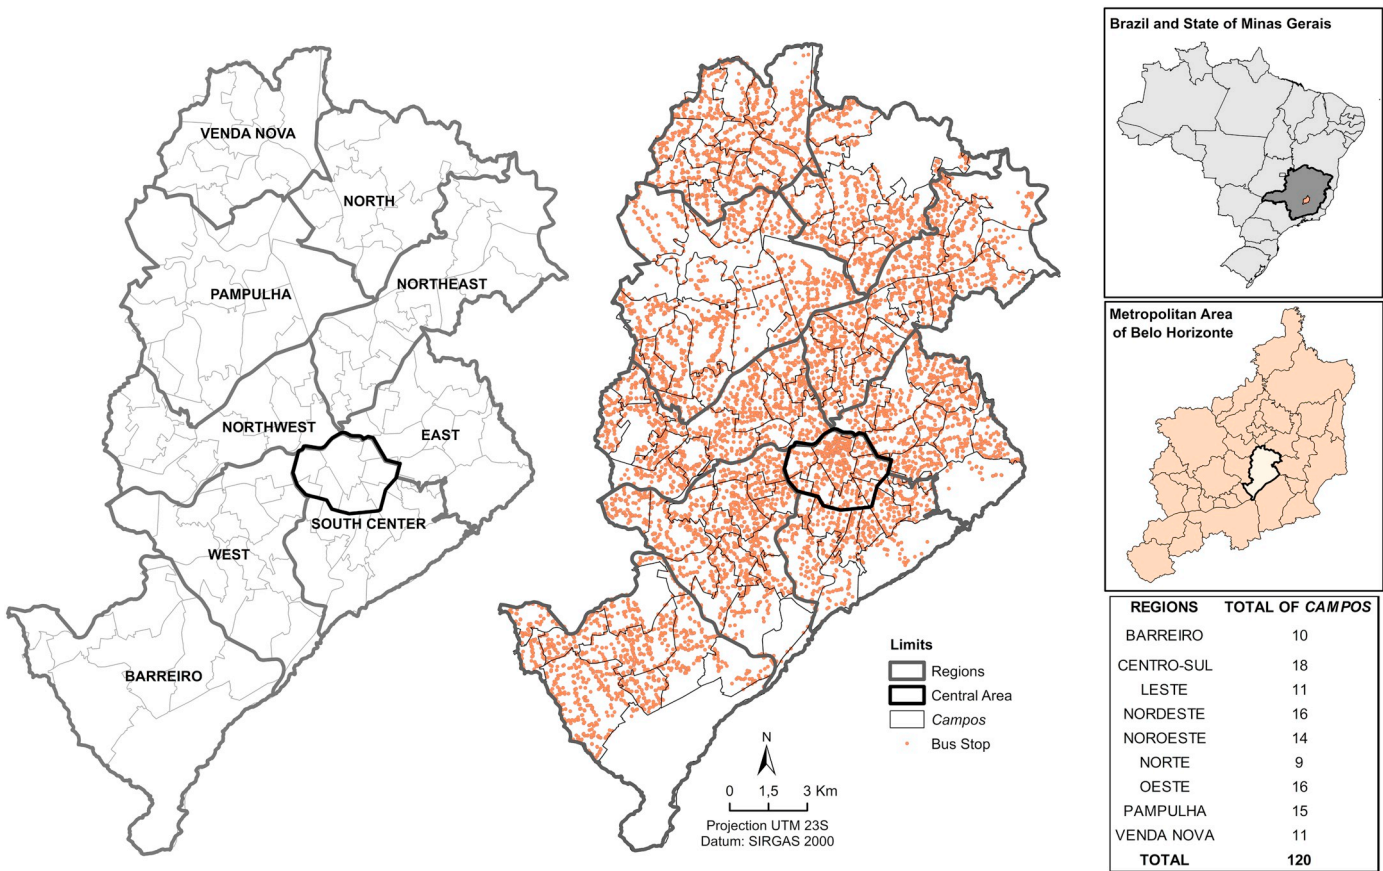 VENDA NOVA
NORTH
PAMPULHA
NORTHEAST
NORTHWEST
EAST
SOUTH CENTER
WEST
BARREIRO
Limits
Regions
Central Area
Campos
Bus Stop
N
0 1,5 3 Km
Projection UTM 23S
Datum: SIRGAS 2000
Brazil and State of Minas Gerais
Metropolitan Area
of Belo Horizonte
REGIONS TOTAL OF CAMPOS
BARREIRO 10
CENTRO-SUL 18
LESTE 11
NORDESTE 16
NOROESTE 14
NORTE 9
OESTE 16
PAMPULHA 15
VENDA NOVA 11
TOTAL 120